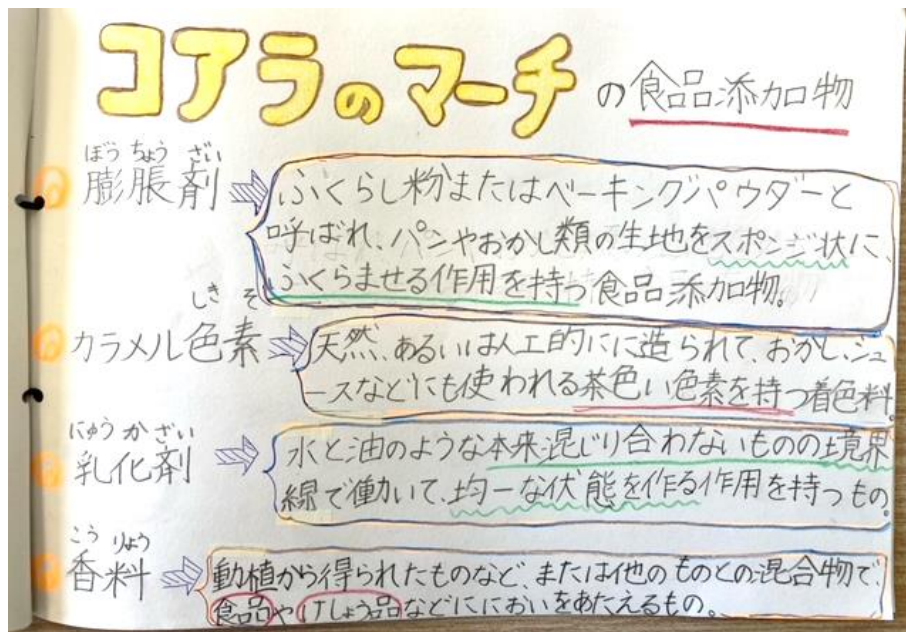 コアラのマーチの食品添加物
ぼうちょうざい
膨脹剤
ふくらし粉またはベーキングパウダーと
呼ばれ、パンやおかし類の生地をスポンジ状に、
ふくらませる作用を持つ食品添加物。
しきそ
カラメル色素
天然、あるいは人工的にに造られて、おかし、ジュ
ースなどにも使われる茶色い色素を持つ着色料。
にゅうかざい
乳化剤
水と油のような本来混じり合わないものの境界
線で働いて、均一な状態を作る作用を持つもの。
こうりょう
香料
動植から得られたものなど、または他のものとの混合物で、
食品やけしょう品などににおいをあたえるもの。